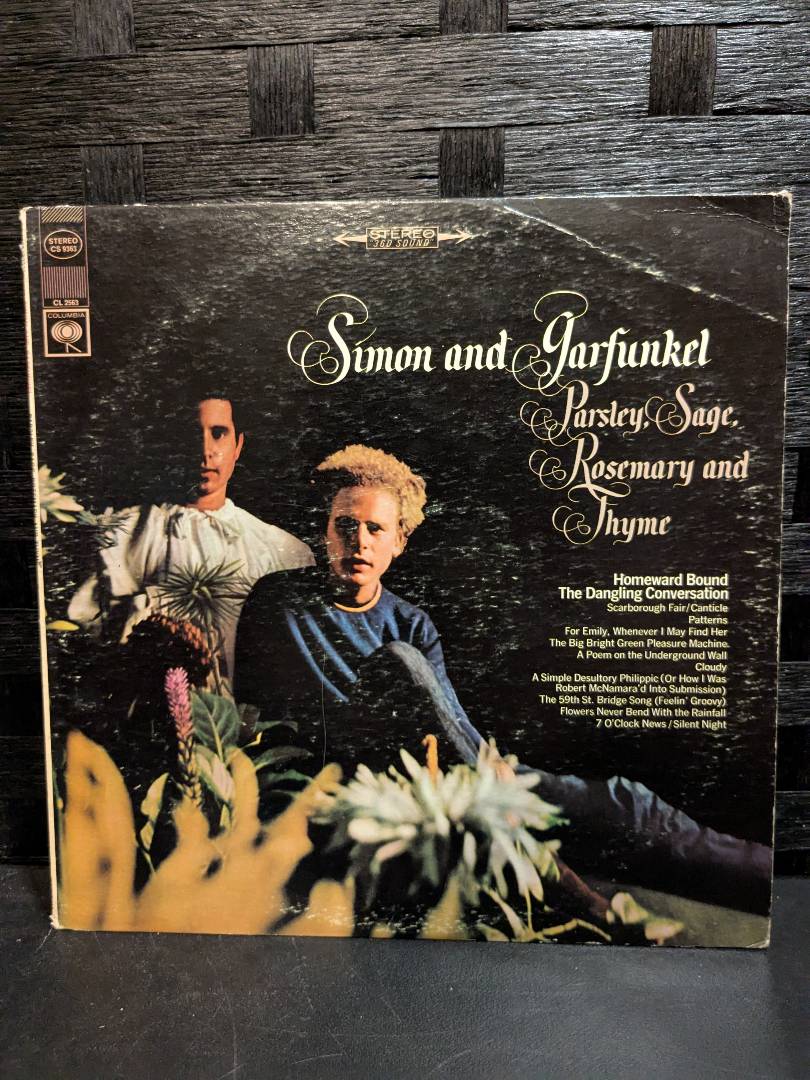 STEREO
CS 9363
CL 2563
COLUMBIA
STEREO
"360 SOUND"
Simon and Garfunkel
Parsley, Sage,
Rosemary and
Thyme
Homeward Bound
The Dangling Conversation
Scarborough Fair/Canticle
Patterns
For Emily, Whenever I May Find Her
The Big Bright Green Pleasure Machine
A Poem on the Underground Wall
Cloudy
A Simple Desultory Philippic (Or How I Was
Robert McNamara'd Into Submission)
The 59th St. Bridge Song (Feelin' Groovy)
Flowers Never Bend With the Rainfall
7 O'Clock News / Silent Night